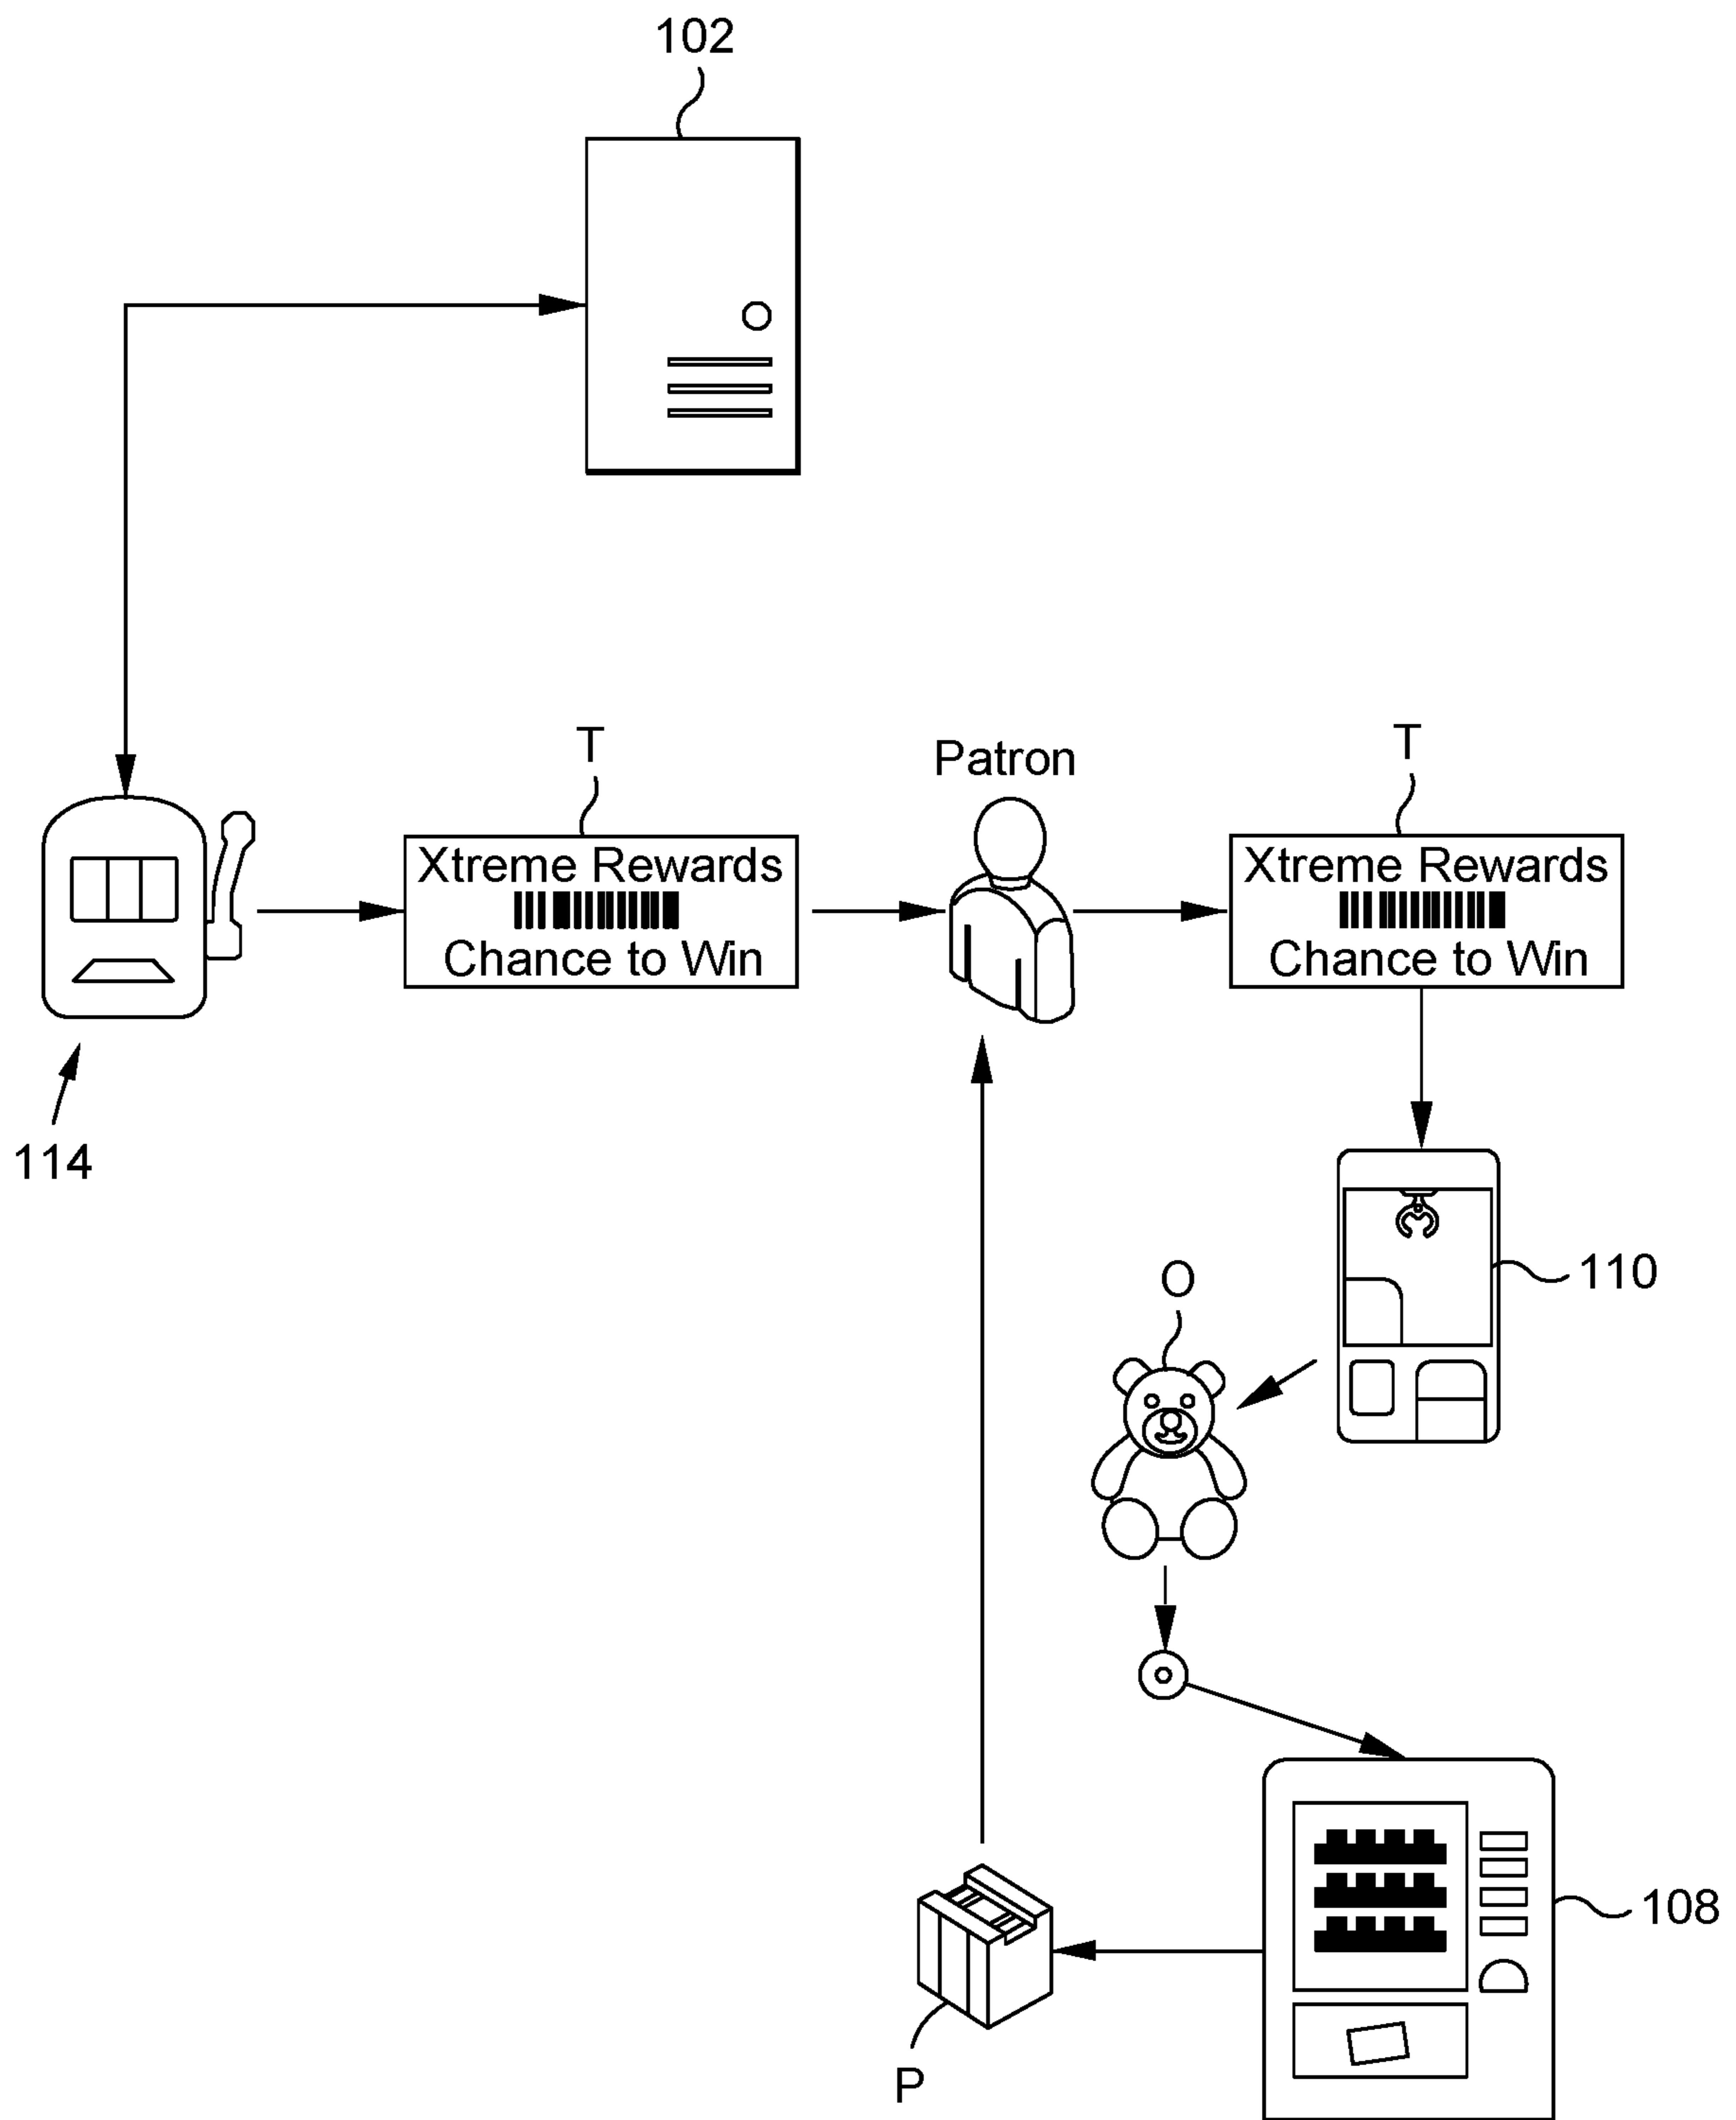 102
T
Xtreme Rewards
Chance to Win
Patron
T
Xtreme Rewards
Chance to Win
114
110
O
108
P